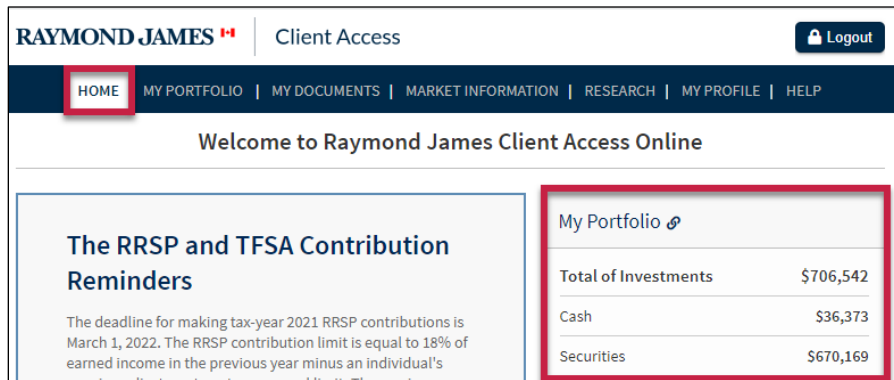 RAYMOND JAMES
Client Access
Logout
HOME MY PORTFOLIO | MY DOCUMENTS | MARKET INFORMATION | RESEARCH | MY PROFILE | HELP
Welcome to Raymond James Client Access Online
The RRSP and TFSA Contribution
Reminders
The deadline for making tax-year 2021 RRSP contributions is
March 1, 2022. The RRSP contribution limit is equal to 18% of
earned income in the previous year minus an individual's
My Portfolio
Total of Investments $706,542
Cash $36,373
Securities $670,169